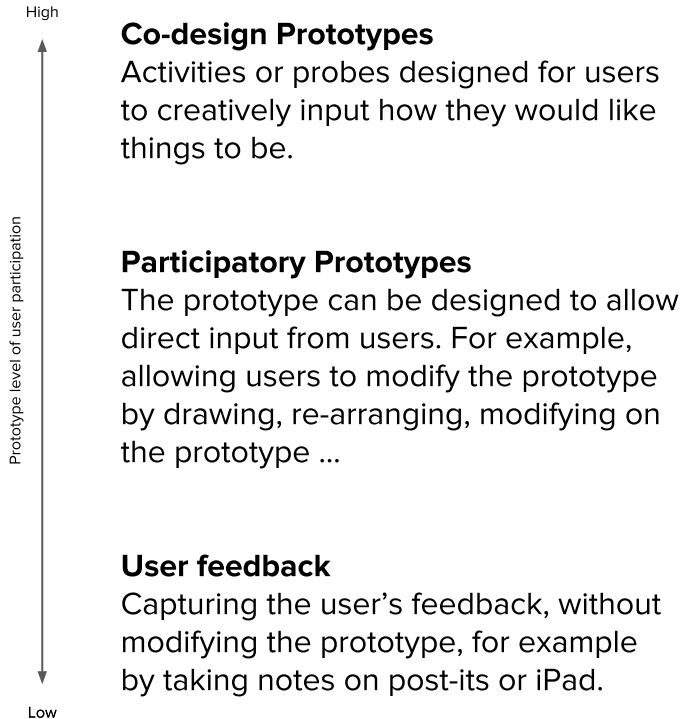 High
Co-design Prototypes
Activities or probes designed for users
to creatively input how they would like
things to be.
Prototype level of user participation
Participatory Prototypes
The prototype can be designed to allow
direct input from users. For example,
allowing users to modify the prototype
by drawing, re-arranging, modifying on
the prototype ...
User feedback
Capturing the user’s feedback, without
modifying the prototype, for example
by taking notes on post-its or iPad.
Low